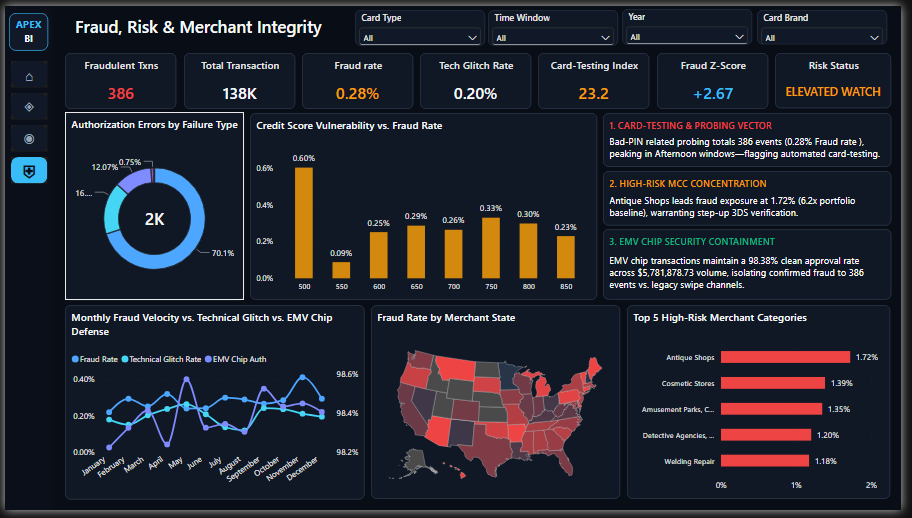 APEX
BI
Fraud, Risk & Merchant Integrity
Card Type
All
Time Window
All
Year
All
Card Brand
All
Fraudulent Txns
386
Total Transaction
138K
Fraud rate
0.28%
Tech Glitch Rate
0.20%
Card-Testing Index
23.2
Fraud Z-Score
+2.67
Risk Status
ELEVATED WATCH
Authorization Errors by Failure Type
12.07%
0.75%
16....
2K
70.1%
Credit Score Vulnerability vs. Fraud Rate
0.6%
0.4%
0.2%
0.0%
0.60%
0.09%
0.25%
0.29%
0.26%
0.33%
0.30%
0.23%
500
550
600
650
700
750
800
850
1. CARD-TESTING & PROBING VECTOR
Bad-PIN related probing totals 386 events (0.28% Fraud rate ),
peaking in Afternoon windows—flagging automated card-testing.
2. HIGH-RISK MCC CONCENTRATION
Antique Shops leads fraud exposure at 1.72% (6.2x portfolio
baseline), warranting step-up 3DS verification.
3. EMV CHIP SECURITY CONTAINMENT
EMV chip transactions maintain a 98.38% clean approval rate
across $5,781,878.73 volume, isolating confirmed fraud to 386
events vs. legacy swipe channels.
Monthly Fraud Velocity vs. Technical Glitch vs. EMV Chip
Defense
Fraud Rate
Technical Glitch Rate
EMV Chip Auth
0.40%
0.20%
0.00%
98.6%
98.4%
98.2%
January
February
March
April
May
June
July
August
September
October
November
December
Fraud Rate by Merchant State
Top 5 High-Risk Merchant Categories
Antique Shops
1.72%
Cosmetic Stores
1.39%
Amusement Parks, C...
1.35%
Detective Agencies, ...
1.20%
Welding Repair
1.18%
0%
1%
2%